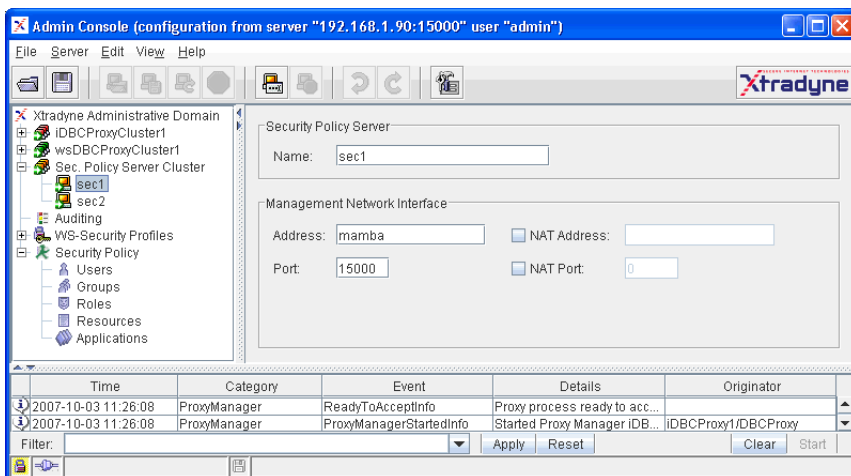 Admin Console (configuration from server "192.168.1.90:15000" user "admin")
File Server Edit View Help
SECURE INTERNET TECHNOLOGIES
Xtradyne
Xtradyne Administrative Domain
iDBCProxyCluster1
wsDBCProxyCluster1
Sec. Policy Server Cluster
sec1
sec2
Auditing
WS-Security Profiles
Security Policy
Users
Groups
Roles
Resources
Applications
Security Policy Server
Name: sec1
Management Network Interface
Address: mamba NAT Address:
Port: 15000 NAT Port: 0
Time Category Event Details Originator
2007-10-03 11:26:08 ProxyManager ReadyToAcceptInfo Proxy process ready to acc...
2007-10-03 11:26:08 ProxyManager ProxyManagerStartedInfo Started Proxy Manager iDB... iDBCProxy1/DBCProxy
Filter: Apply Reset Clear Start